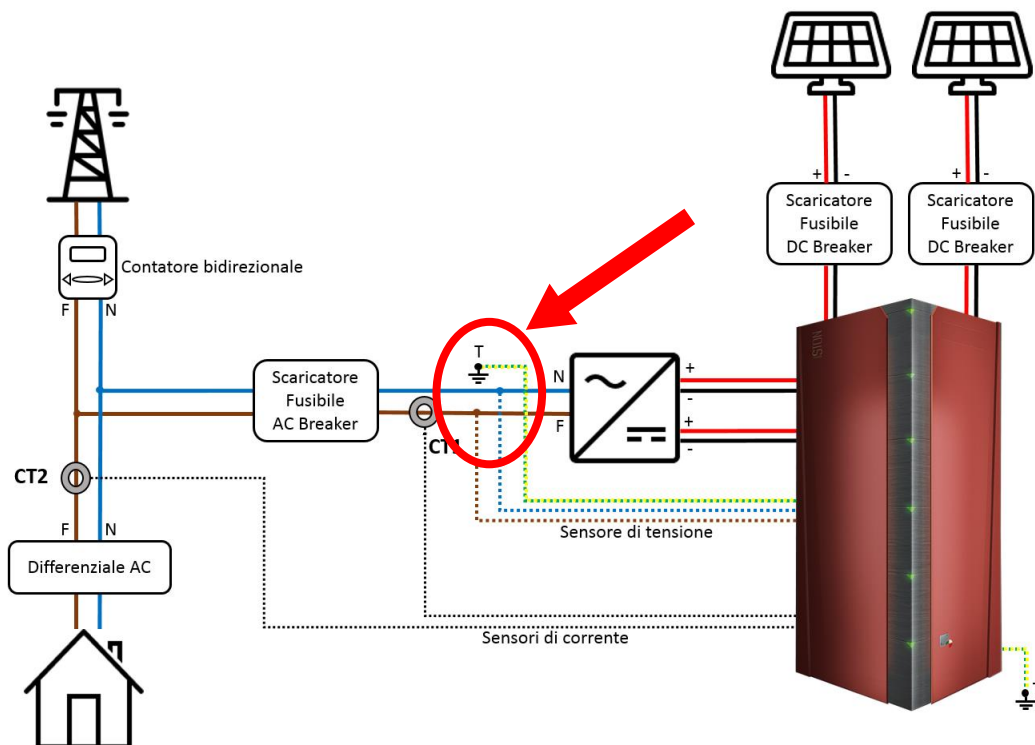 + -
+ -
Scaricatore
Fusibile
DC Breaker
Scaricatore
Fusibile
DC Breaker
Contatore bidirezionale
F N
T
Scaricatore
Fusibile
AC Breaker
N
F
+
-
+
-
CT1
CT2
Sensore di tensione
F N
Differenziale AC
Sensori di corrente